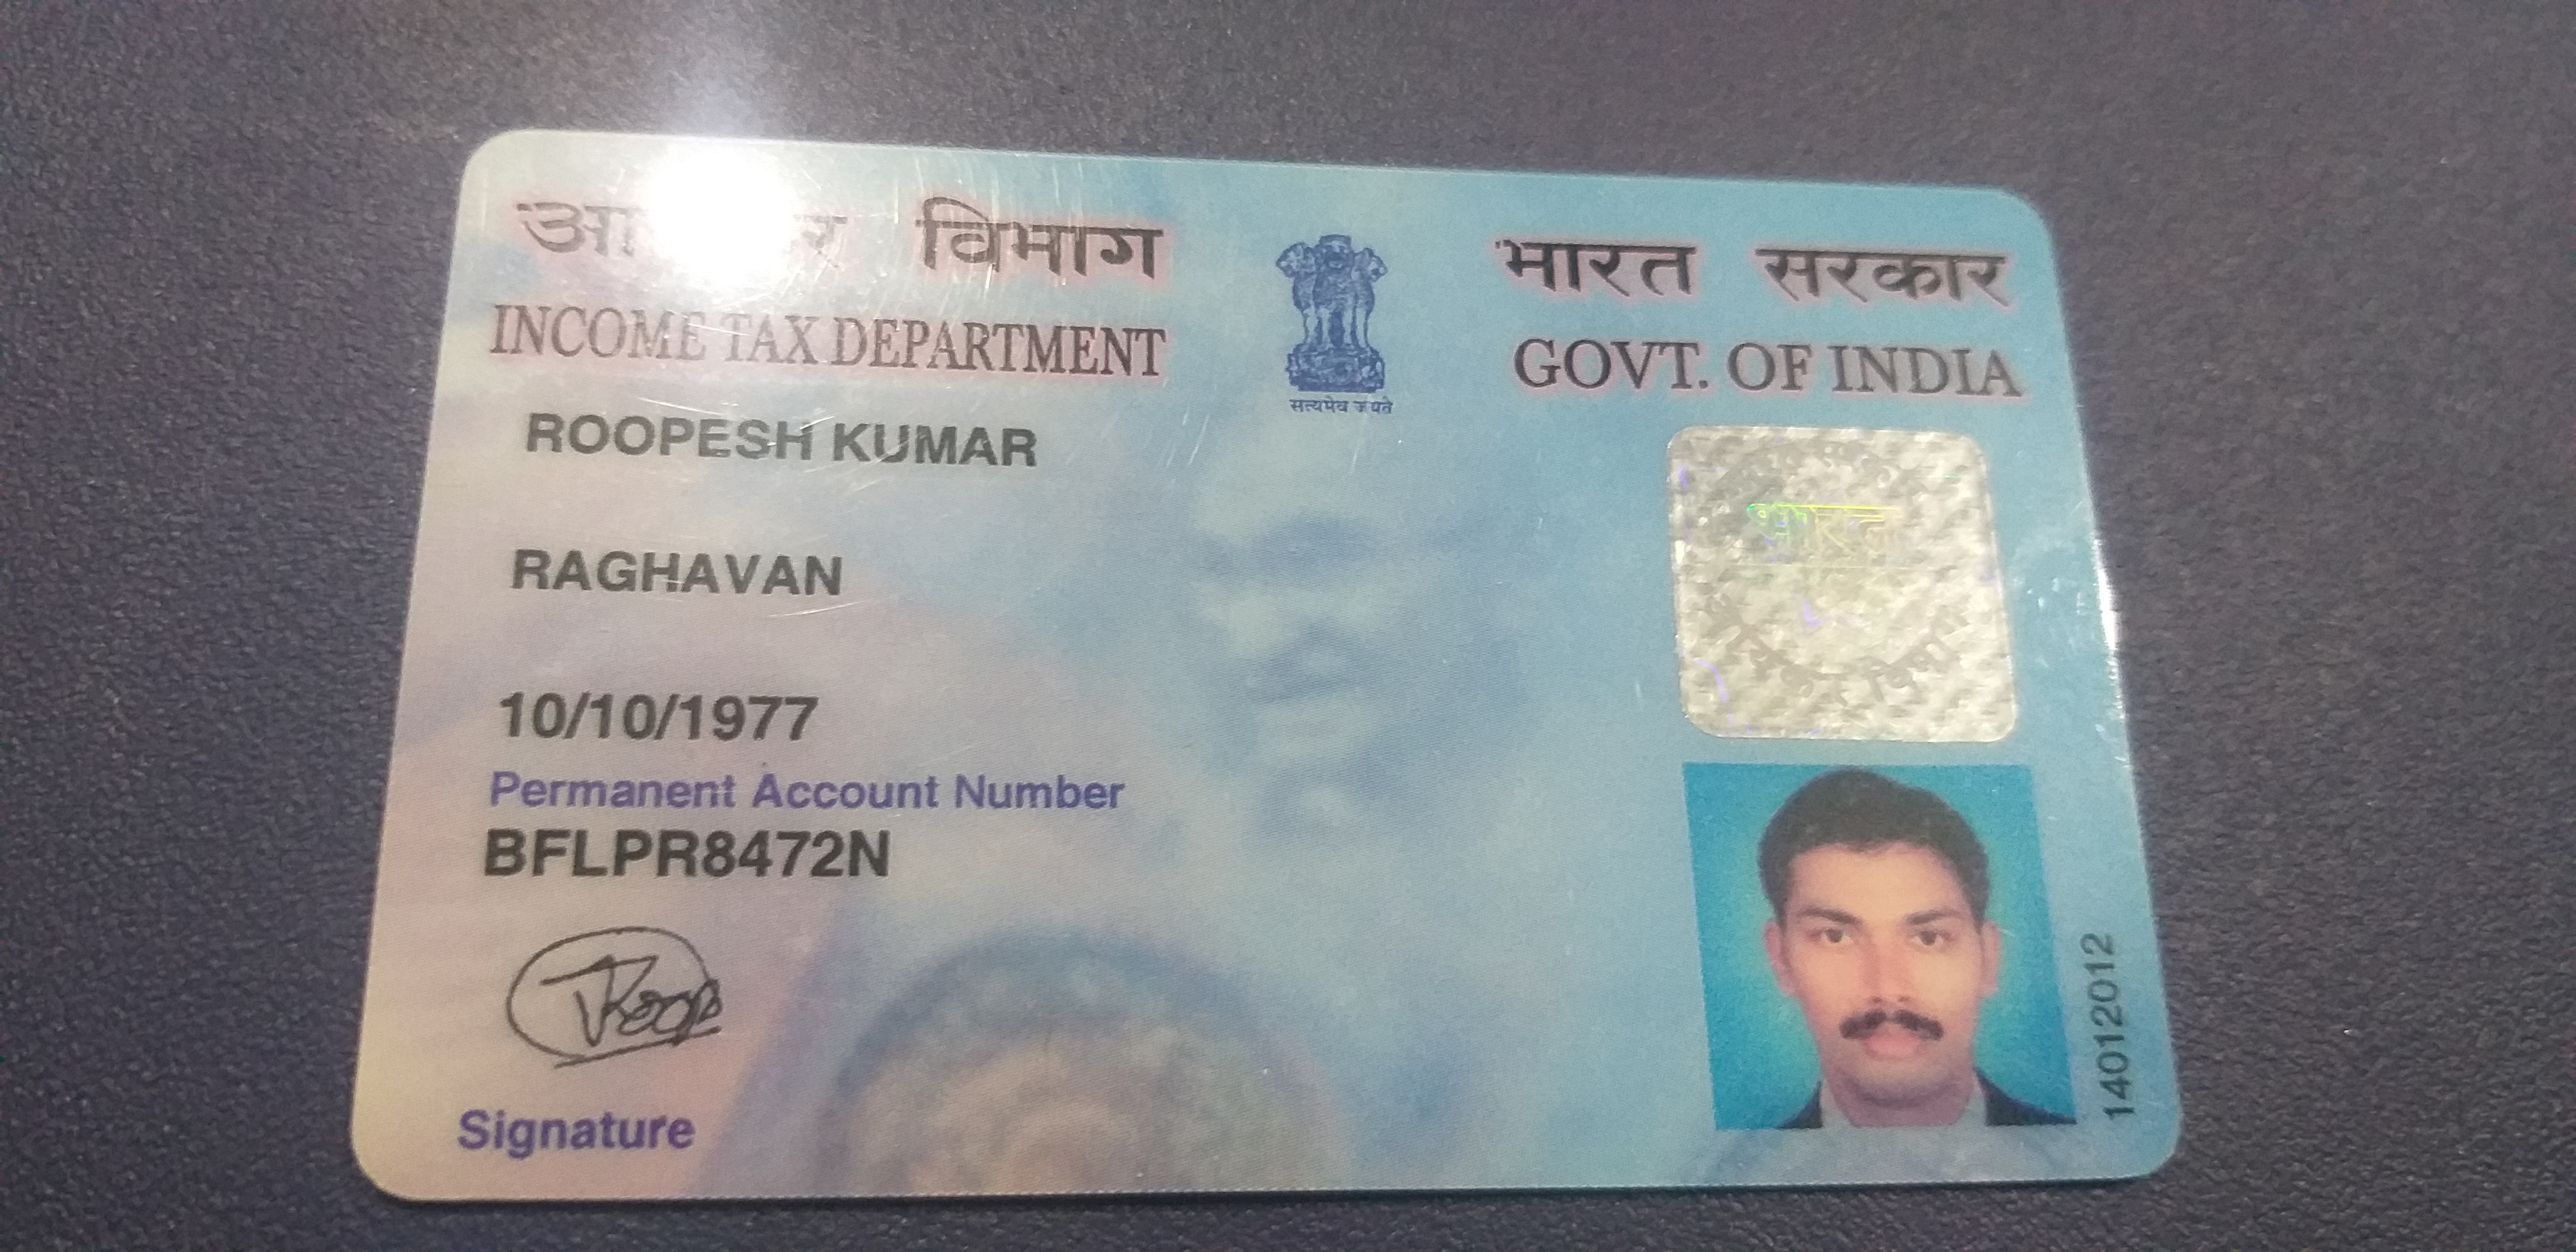 विभाग
INCOME TAX DEPARTMENT
सत्यमेव जयते
भारत सरकार
GOVT. OF INDIA
ROOPESH KUMAR
RAGHAVAN
10/10/1977
Permanent Account Number
BFLPR8472N
Signature
14012012